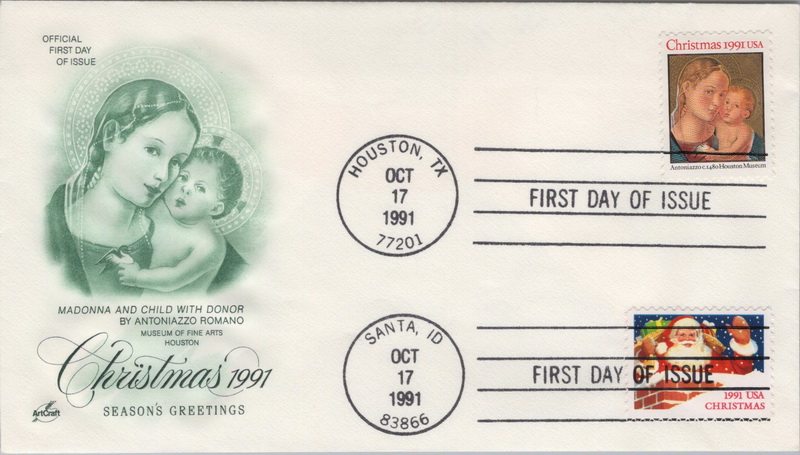 OFFICIAL
FIRST DAY
OF ISSUE
MADONNA AND CHILD WITH DONOR
BY ANTONIAZZO ROMANO
MUSEUM OF FINE ARTS
HOUSTON
Christmas 1991
SEASON'S GREETINGS
ArtCraft
HOUSTON, TX
OCT
17
1991
77201
FIRST DAY OF ISSUE
Christmas 1991 USA
Antoniazzo c.1480 Houston Museum
SANTA, ID
OCT
17
1991
83866
FIRST DAY OF ISSUE
1991 USA
CHRISTMAS